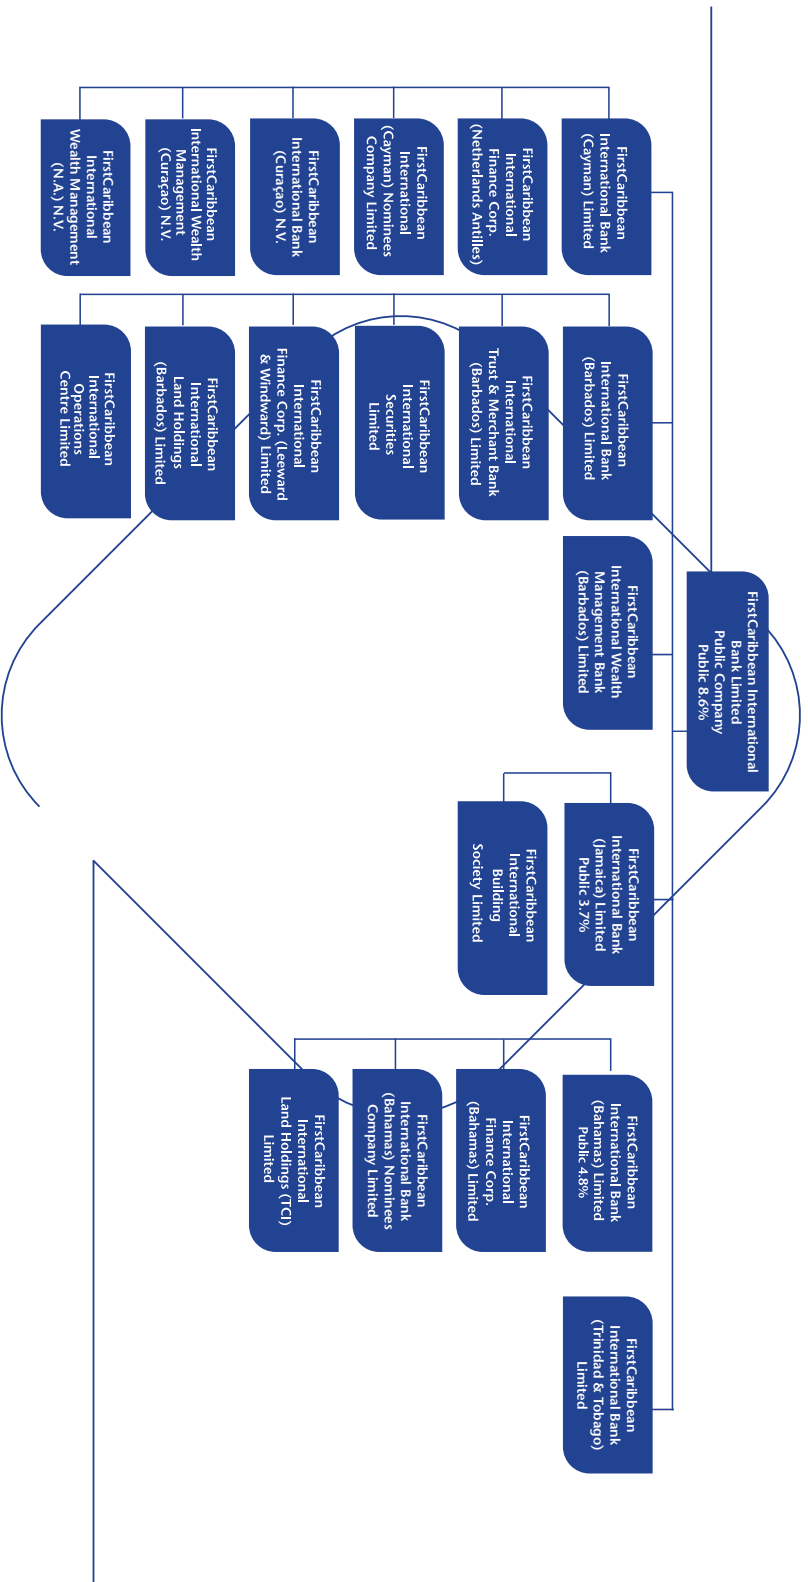 FirstCaribbean International
Bank Limited
Public Company
Public 8.6%
FirstCaribbean
International Bank
(Cayman) Limited
FirstCaribbean
International
Finance Corp.
(Netherlands Antilles)
FirstCaribbean
International
(Cayman) Nominees
Company Limited
FirstCaribbean
International Bank
(Curaçao) N.V.
FirstCaribbean
International Wealth
Management
(Curaçao) N.V.
FirstCaribbean
International
Wealth Management
(N.A.) N.V.
FirstCaribbean
International Bank
(Barbados) Limited
FirstCaribbean
International
Trust & Merchant Bank
(Barbados) Limited
FirstCaribbean
International
Securities
Limited
FirstCaribbean
International
Finance Corp. (Leeward
& Windward) Limited
FirstCaribbean
International
Land Holdings
(Barbados) Limited
FirstCaribbean
International
Operations
Centre Limited
FirstCaribbean
International Wealth
Management Bank
(Barbados) Limited
FirstCaribbean
International Bank
(Jamaica) Limited
Public 3.7%
FirstCaribbean
International
Building
Society Limited
FirstCaribbean
International Bank
(Bahamas) Limited
Public 4.8%
FirstCaribbean
International
Finance Corp.
(Bahamas) Limited
FirstCaribbean
International Bank
(Bahamas) Nominees
Company Limited
FirstCaribbean
International
Land Holdings (TCI)
Limited
FirstCaribbean
International Bank
(Trinidad & Tobago)
Limited